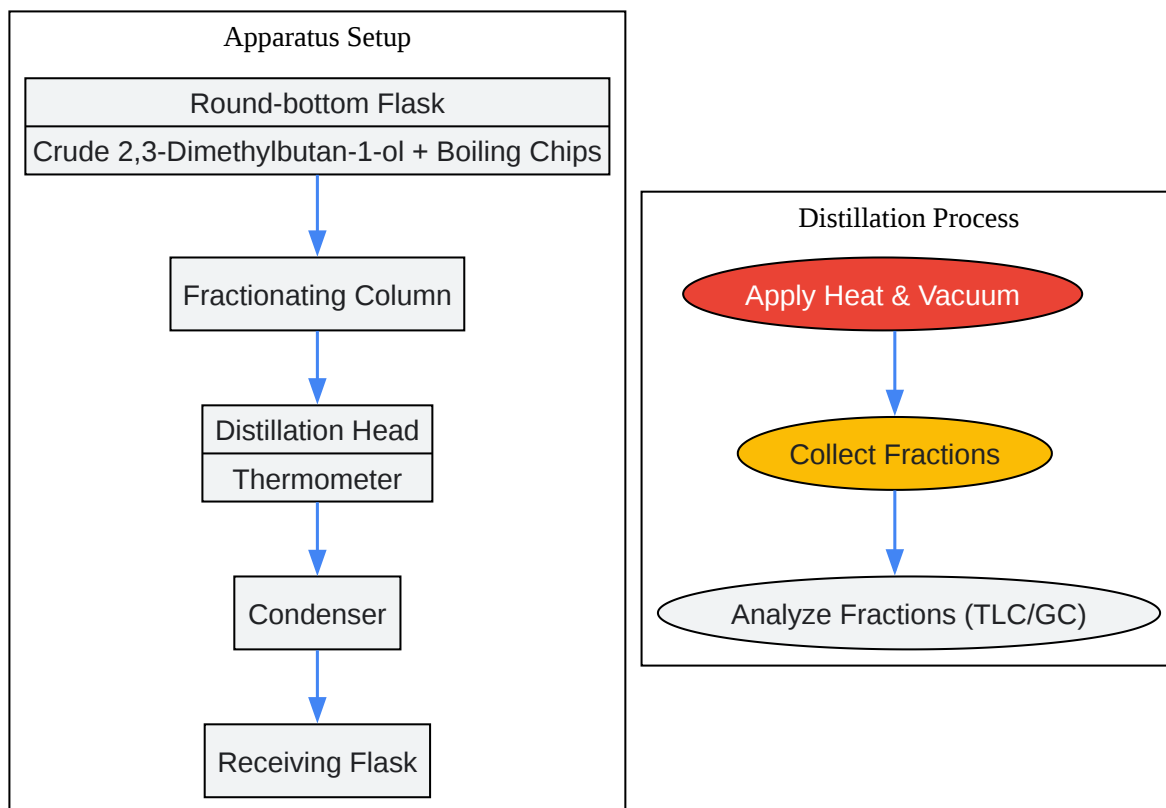 Apparatus Setup
Round-bottom Flask
Crude 2,3-Dimethylbutan-1-ol + Boiling Chips
Fractionating Column
Distillation Head
Thermometer
Condenser
Receiving Flask
Distillation Process
Apply Heat & Vacuum
Collect Fractions
Analyze Fractions (TLC/GC)